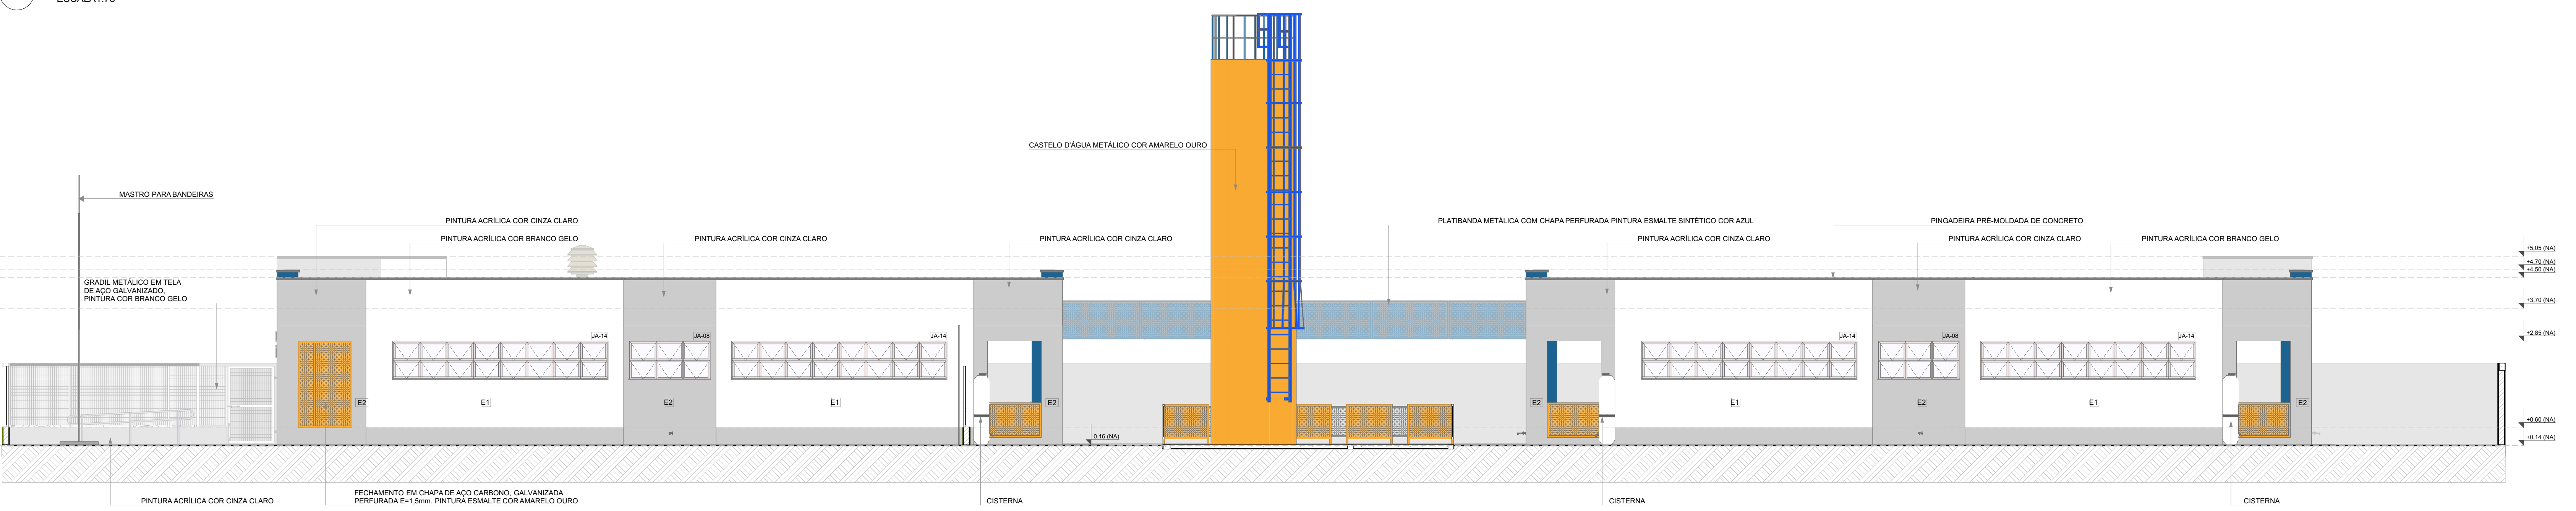 CASTELO D'ÁGUA METÁLICO COR AMARELO OURO
MASTRO PARA BANDEIRAS
PINTURA ACRÍLICA COR CINZA CLARO
PLATIBANDA METÁLICA COM CHAPA PERFURADA PINTURA ESMALTE SINTÉTICO COR AZUL
PINGADEIRA PRÉ-MOLDADA DE CONCRETO
PINTURA ACRÍLICA COR BRANCO GELO
PINTURA ACRÍLICA COR CINZA CLARO
PINTURA ACRÍLICA COR CINZA CLARO
PINTURA ACRÍLICA COR CINZA CLARO
PINTURA ACRÍLICA COR CINZA CLARO
PINTURA ACRÍLICA COR BRANCO GELO
+5,05 (NA)
+4,70 (NA)
+4,50 (NA)
GRADIL METÁLICO EM TELA
DE AÇO GALVANIZADO,
PINTURA COR BRANCO GELO
+3,70 (NA)
+2,85 (NA)
JA-14
JA-08
JA-14
JA-14
JA-08
JA-14
E2
E1
E2
E1
E2
E2
E1
E2
E1
E2
+0,60 (NA)
0,16 (NA)
+0,14 (NA)
PINTURA ACRÍLICA COR CINZA CLARO
FECHAMENTO EM CHAPA DE AÇO CARBONO, GALVANIZADA
PERFURADA E=1,5mm. PINTURA ESMALTE COR AMARELO OURO
CISTERNA
CISTERNA
CISTERNA